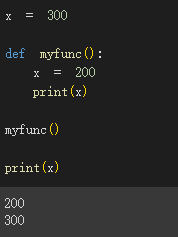 x = 300
def myfunc():
    x = 200
    print(x)
myfunc()
print(x)
200
300